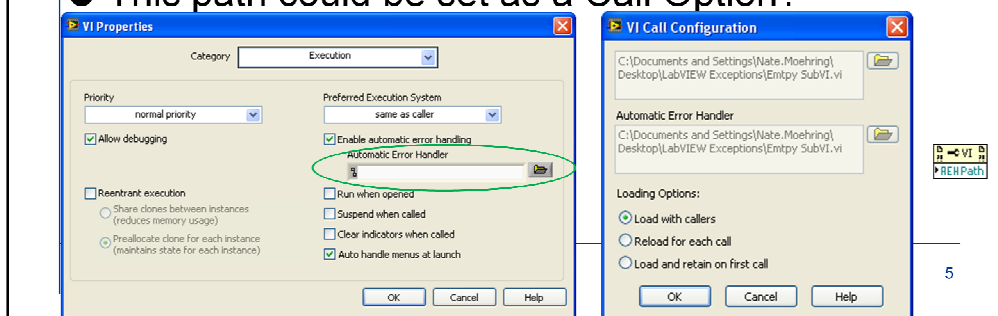 This path could be set as a Call Option?
VI Properties
Category
Execution
Priority
normal priority
Allow debugging
Reentrant execution
Share clones between instances
(reduces memory usage)
Preallocate clone for each instance
(maintains state for each instance)
Preferred Execution System
same as caller
Enable automatic error handling
Automatic Error Handler
Run when opened
Suspend when called
Clear indicators when called
Auto handle menus at launch
OK
Cancel
Help
VI Call Configuration
C:\Documents and Settings\Nate.Moehring\
Desktop\LabVIEW Exceptions\Emtpy SubVI.vi
Automatic Error Handler
C:\Documents and Settings\Nate.Moehring\
Desktop\LabVIEW Exceptions\Emtpy SubVI.vi
Loading Options:
Load with callers
Reload for each call
Load and retain on first call
OK
Cancel
Help
VI
AEHPath
5